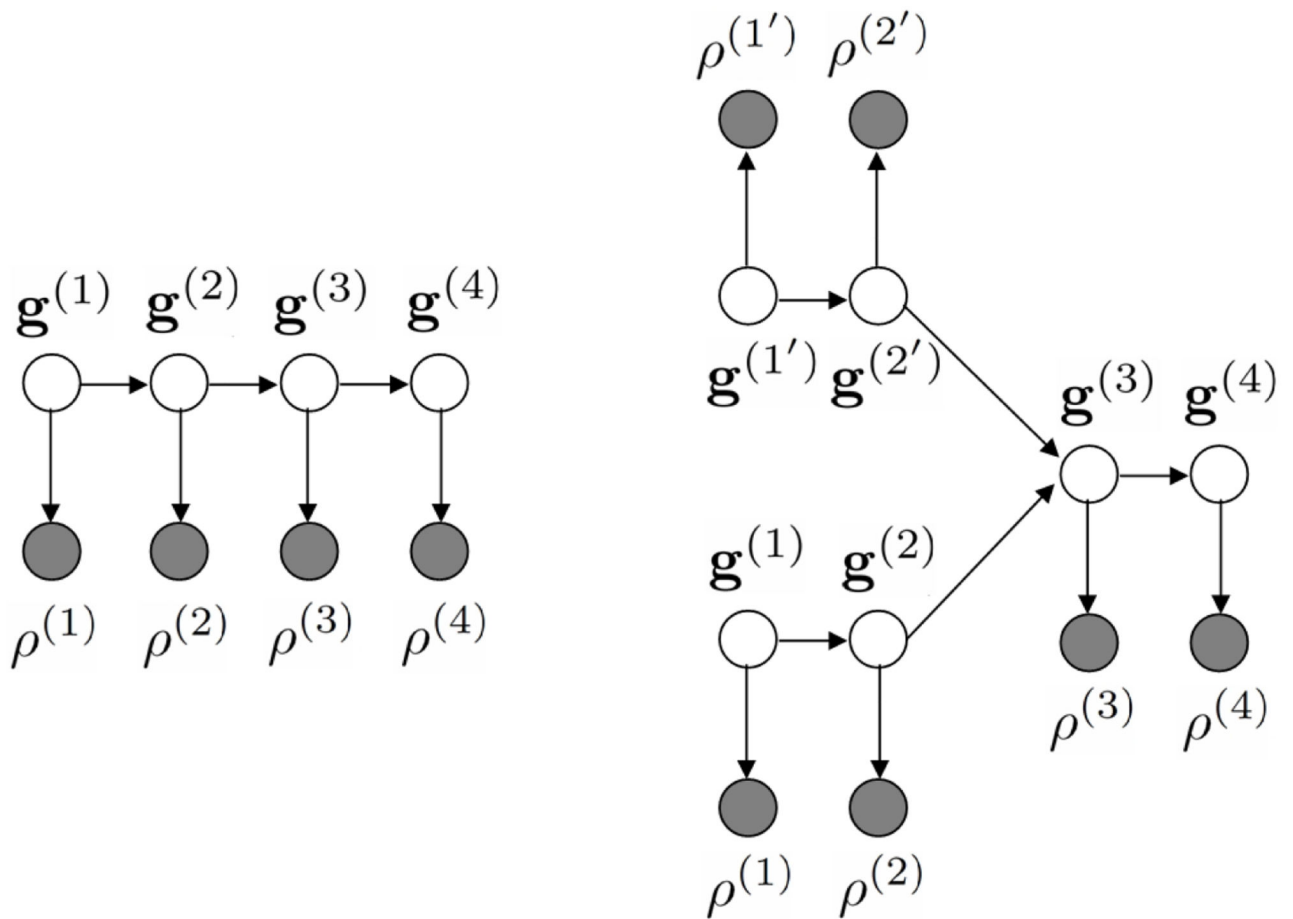 ρ^(1′) ρ^(2′)
g^(1) g^(2) g^(3) g^(4)
g^(1′) g^(2′)
g^(3) g^(4)
g^(1) g^(2)
ρ^(1) ρ^(2) ρ^(3) ρ^(4)
ρ^(3) ρ^(4)
ρ^(1) ρ^(2)